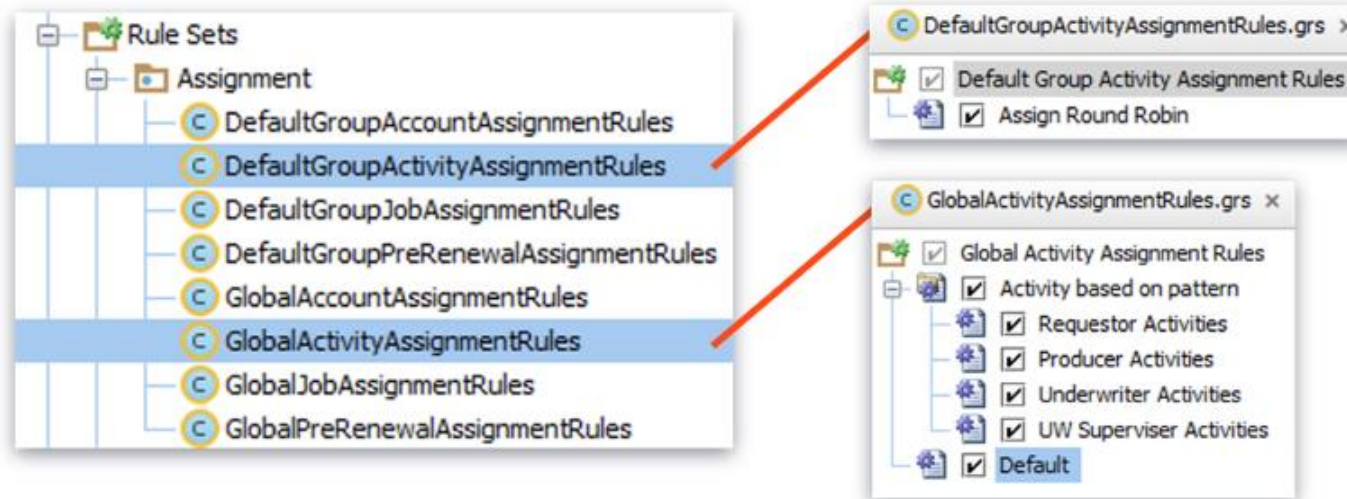 Rule Sets
Assignment
DefaultGroupAccountAssignmentRules
DefaultGroupActivityAssignmentRules
DefaultGroupJobAssignmentRules
DefaultGroupPreRenewalAssignmentRules
GlobalAccountAssignmentRules
GlobalActivityAssignmentRules
GlobalJobAssignmentRules
GlobalPreRenewalAssignmentRules
DefaultGroupActivityAssignmentRules.grs
Default Group Activity Assignment Rules
Assign Round Robin
GlobalActivityAssignmentRules.grs
Global Activity Assignment Rules
Activity based on pattern
Requestor Activities
Producer Activities
Underwriter Activities
UW Superviser Activities
Default